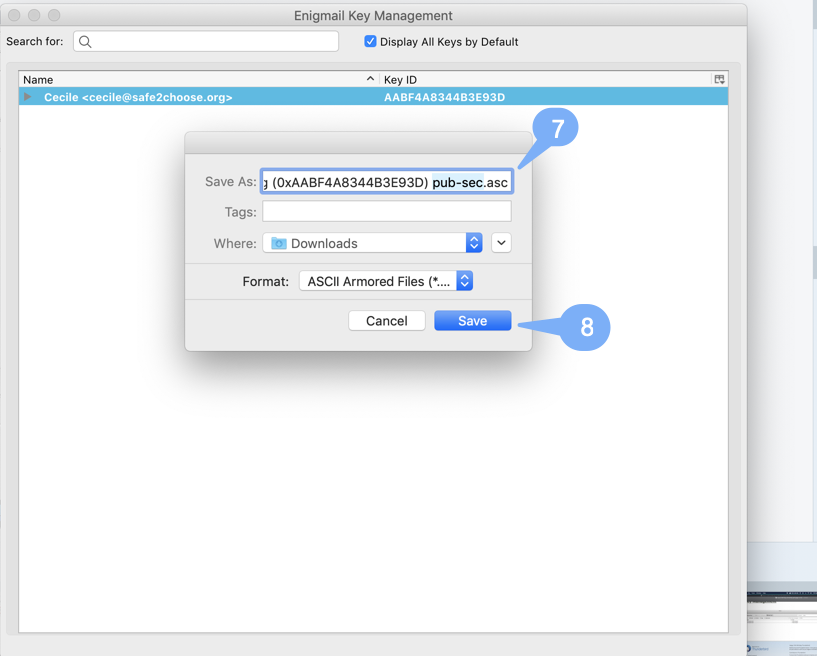 Enigmail Key Management
Search for:
Display All Keys by Default
Name Key ID
Cecile <cecile@safe2choose.org> AABF4A8344B3E93D
7
Save As: g (0xAABF4A8344B3E93D) pub-sec.asc
Tags:
Where: Downloads
Format: ASCII Armored Files (*....
Cancel Save
8